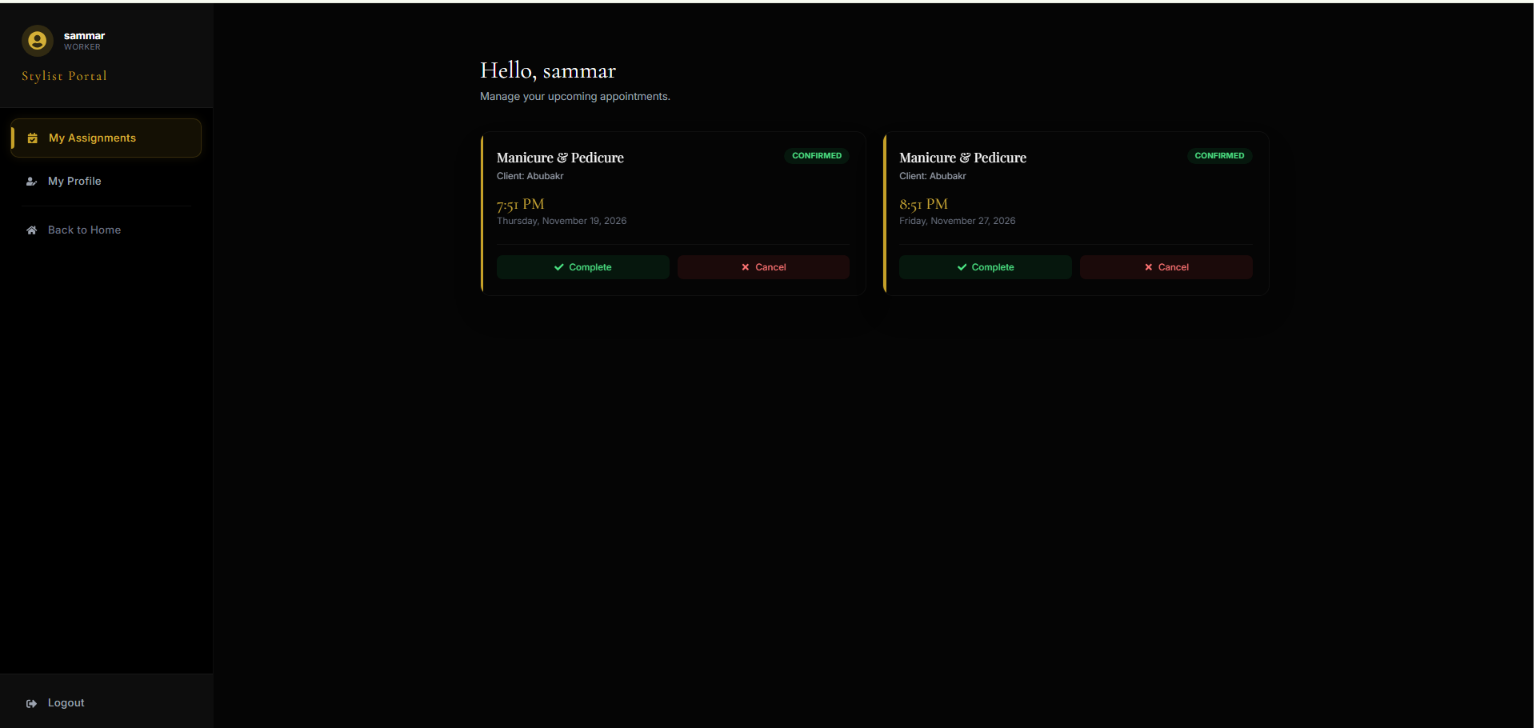 sammar
WORKER
Stylist Portal
My Assignments
My Profile
Back to Home
Logout
Hello, sammar
Manage your upcoming appointments.
Manicure & Pedicure
CONFIRMED
Client: Abubakr
7:51 PM
Thursday, November 19, 2026
Complete
Cancel
Manicure & Pedicure
CONFIRMED
Client: Abubakr
8:51 PM
Friday, November 27, 2026
Complete
Cancel